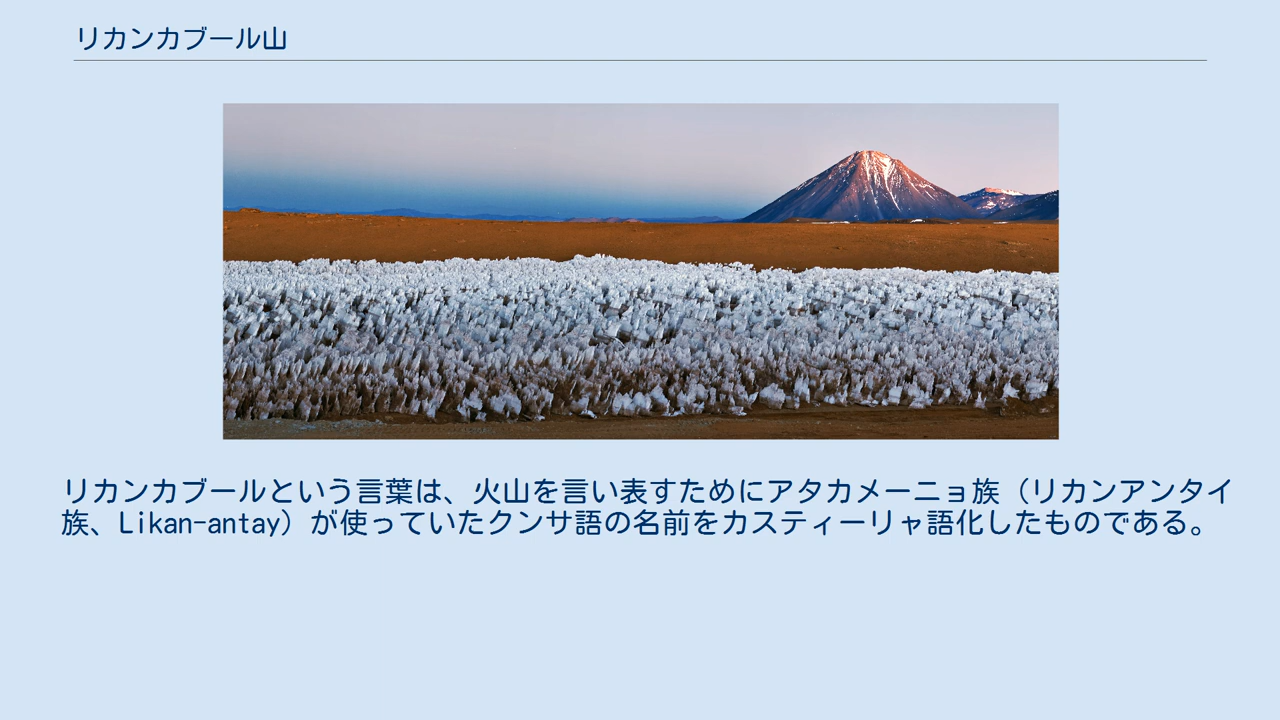 リカンカブール山
リカンカブールという言葉は、火山を言い表すためにアタカメーニョ族（リカンアンタイ
族、Likan-antay）が使っていたクンサ語の名前をカスティーリャ語化したものである。